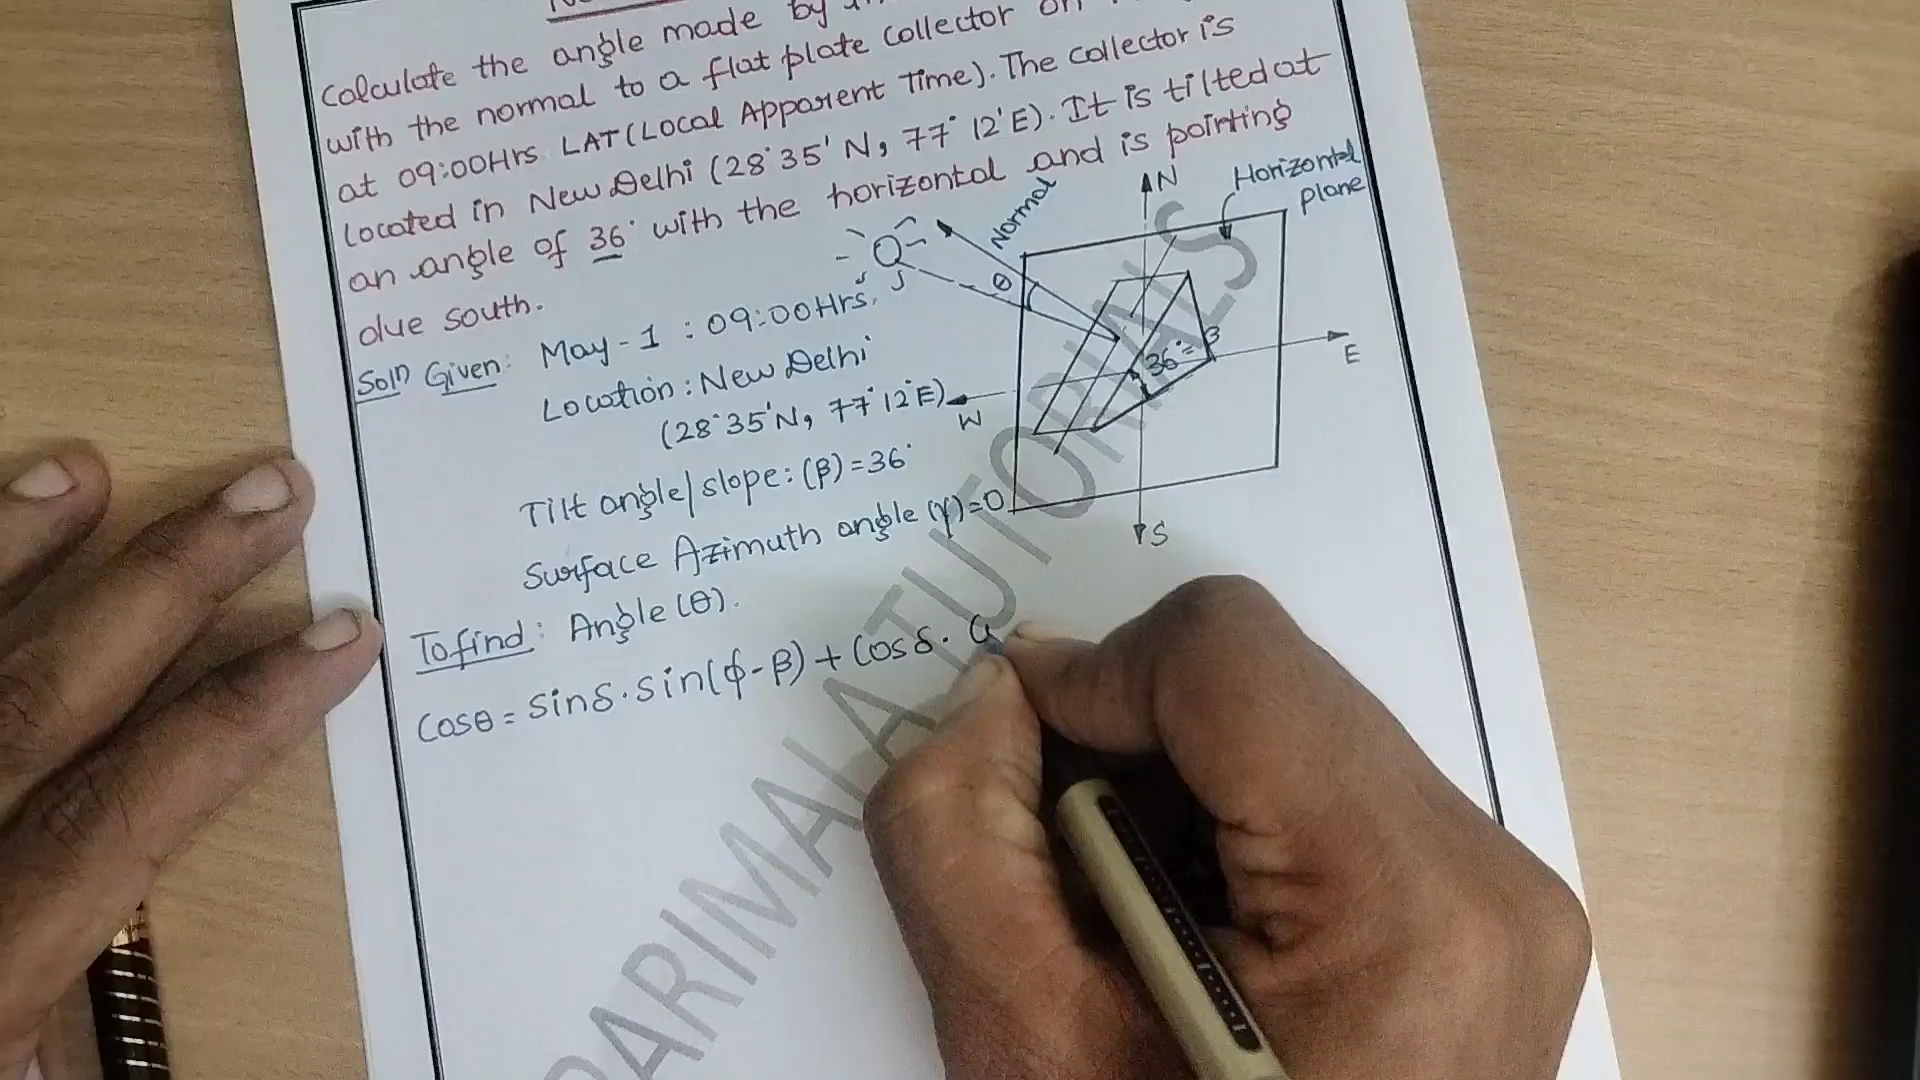 Calculate the angle made by
with the normal to a flat plate collector on
at 09:00Hrs LAT (Local Apparent Time). The collector is
located in New Delhi (28°35'N, 77°12'E). It is tilted at
an angle of 36° with the horizontal and is pointing
due south.
Soln Given: May-1 : 09:00Hrs.
Location: New Delhi
(28°35'N, 77°12'E)
Tilt angle/slope: (β)=36°
Surface Azimuth angle (γ)=0
To find: Angle (θ).
Cosθ = sinδ.sin(ϕ-β)+Cosδ.
N
Horizontal
plane
Normal
θ
36°=β
E
W
S
PARIMALA TUTORIALS